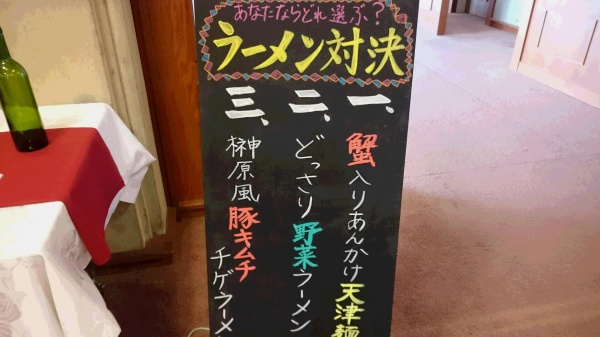 あなたならどれ選ぶ？
ラーメン対決
一、蟹入りあんかけ天津麺
二、どっさり野菜ラーメン
三、榊原風豚キムチチゲラーメ